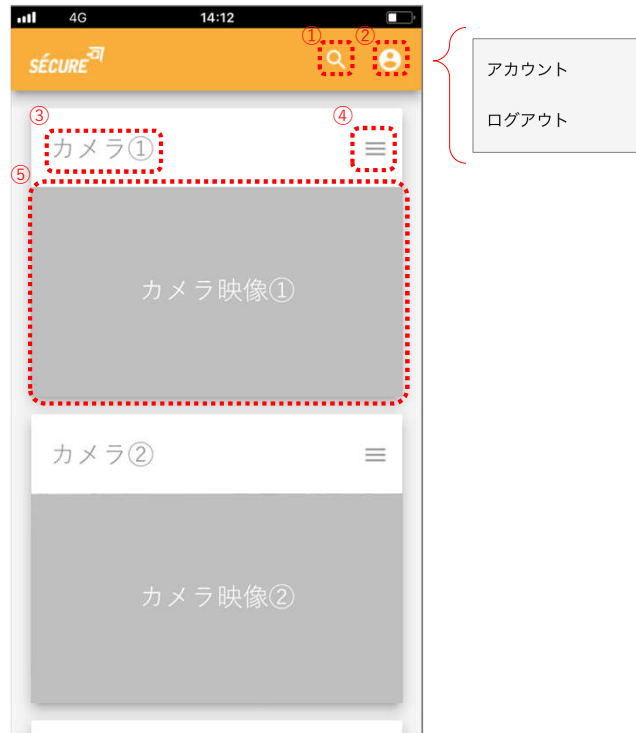 4G 14:12
① ②
SÉCURE
アカウント
ログアウト
③ ④
カメラ①
⑤
カメラ映像①
カメラ②
カメラ映像②